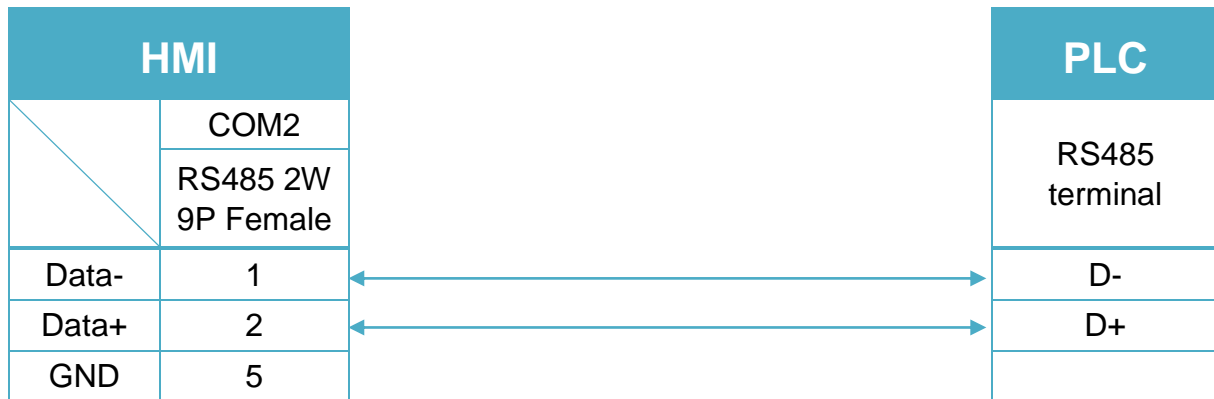 HMI
PLC
COM2
RS485 2W
9P Female
RS485
terminal
Data-
1
D-
Data+
2
D+
GND
5